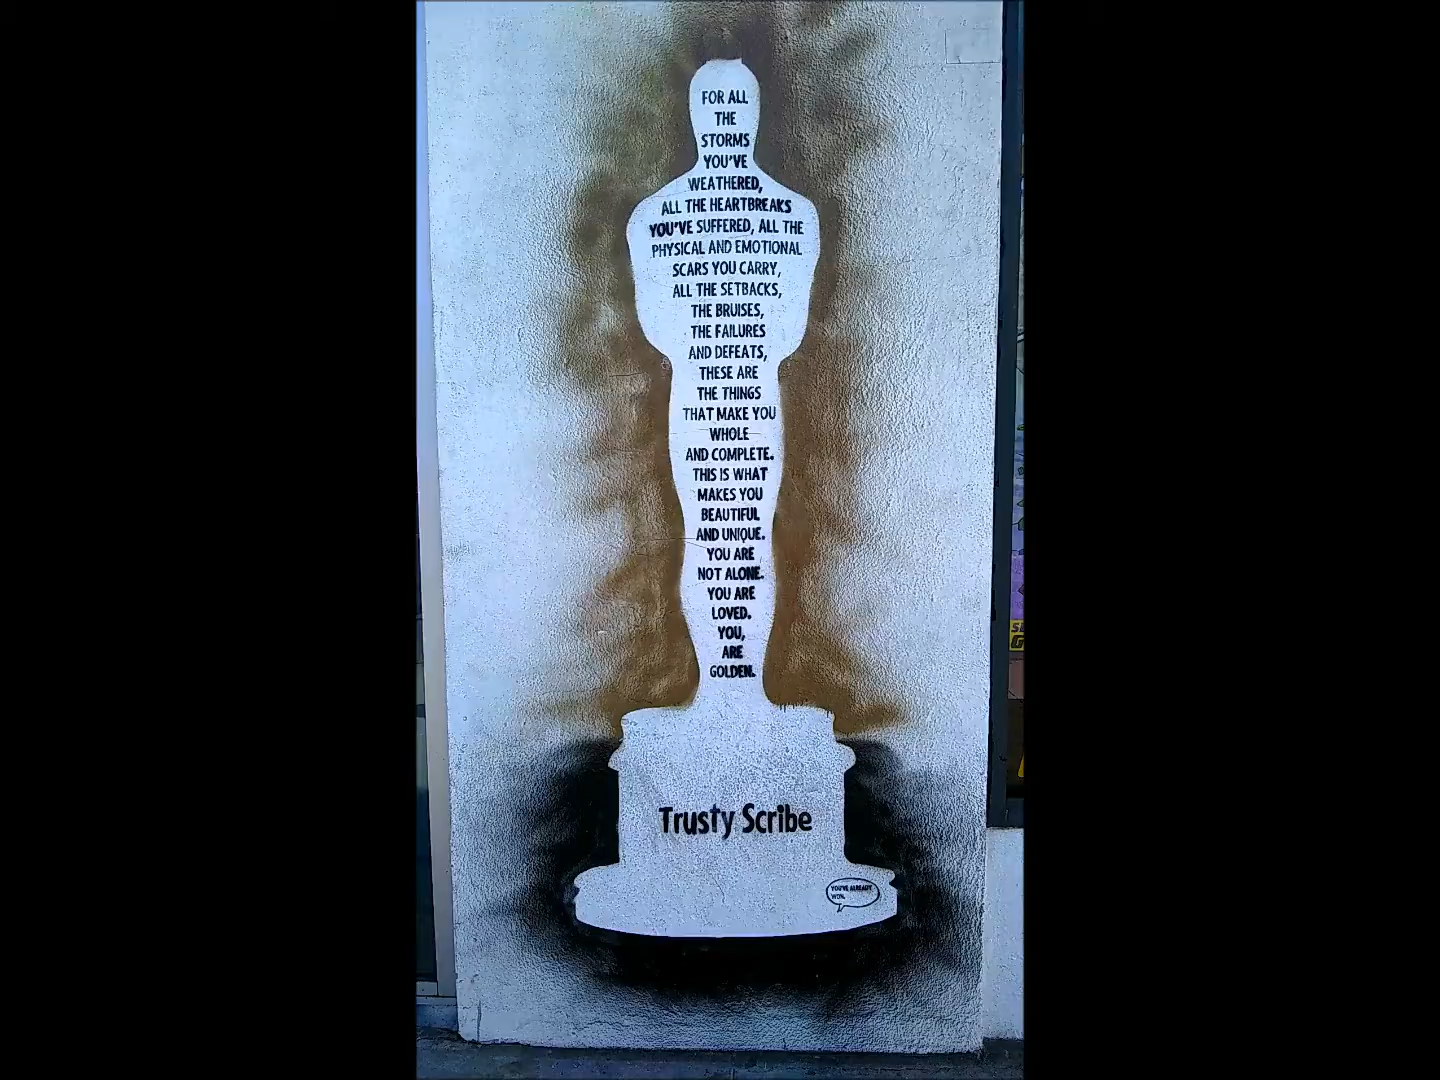 FOR ALL
THE
STORMS
YOU'VE
WEATHERED,
ALL THE HEARTBREAKS
YOU'VE SUFFERED, ALL THE
PHYSICAL AND EMOTIONAL
SCARS YOU CARRY,
ALL THE SETBACKS,
THE BRUISES,
THE FAILURES
AND DEFEATS,
THESE ARE
THE THINGS
THAT MAKE YOU
WHOLE
AND COMPLETE.
THIS IS WHAT
MAKES YOU
BEAUTIFUL
AND UNIQUE.
YOU ARE
NOT ALONE.
YOU ARE
LOVED.
YOU,
ARE
GOLDEN.
Trusty Scribe
YOU'VE ALREADY
WON.